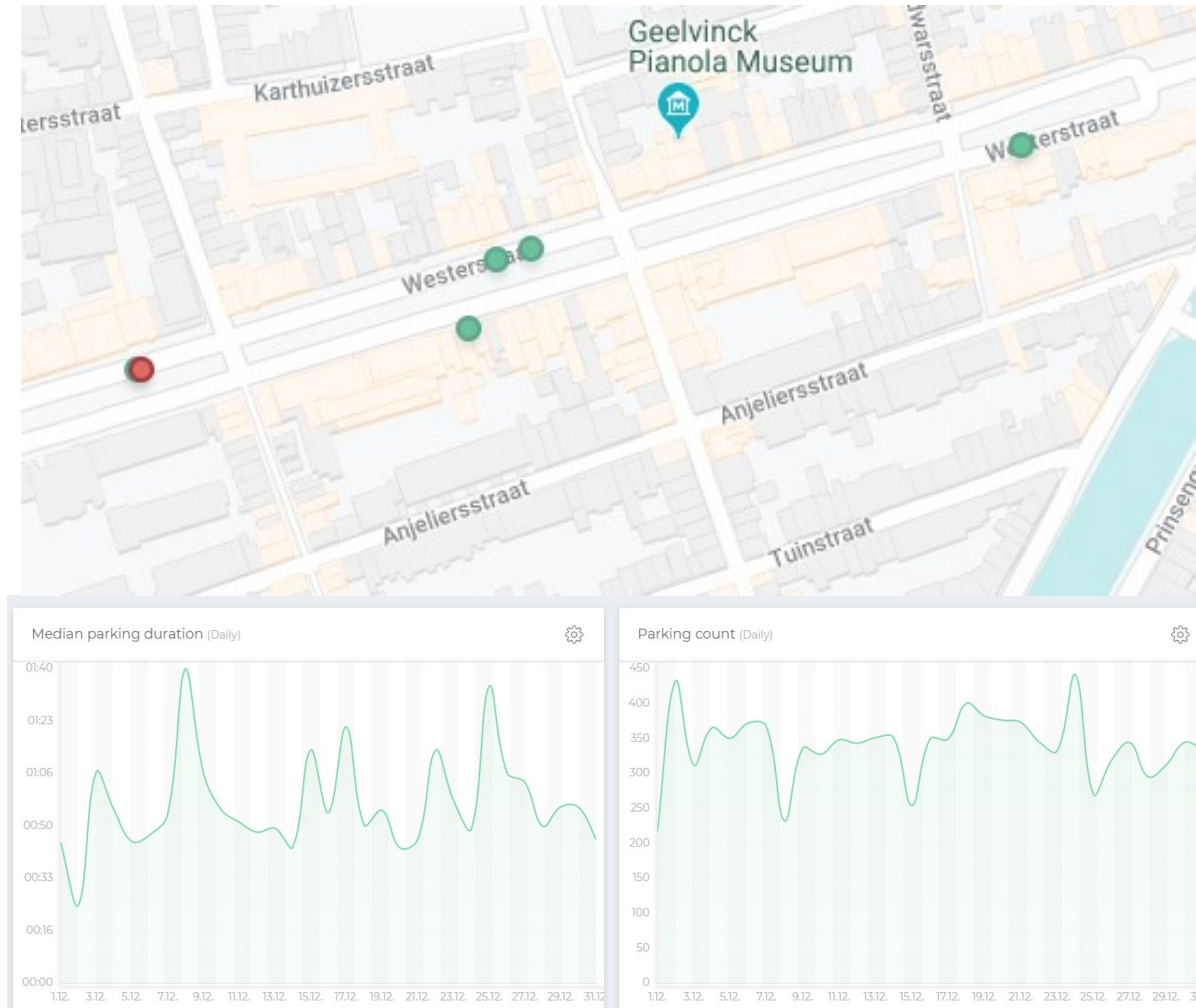 Geelvinck
Pianola Museum
dwarsstraat
Karthuizersstraat
tersstraat
Westerstraat
Anjeliersstraat
Anjeliersstraat
Tuinstraat
Prinseng
Median parking duration (Daily)
01:40
01:23
01:06
00:50
00:33
00:16
00:00
1.12. 3.12. 5.12. 7.12. 9.12. 11.12. 13.12. 15.12. 17.12. 19.12. 21.12. 23.12. 25.12. 27.12. 29.12. 31.12
Parking count (Daily)
450
400
350
300
250
200
150
100
50
0
1.12. 3.12. 5.12. 7.12. 9.12. 11.12. 13.12. 15.12. 17.12. 19.12. 21.12. 23.12. 25.12. 27.12. 29.12.